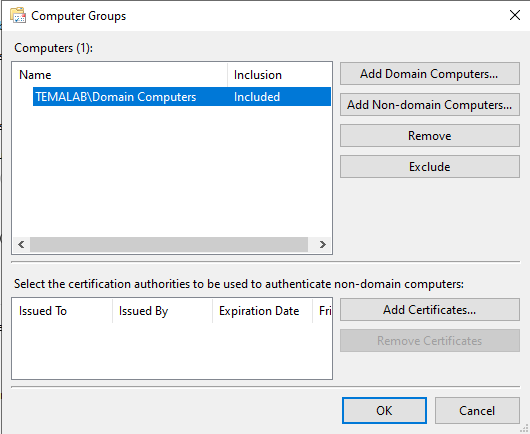 Computer Groups
Computers (1):
Name Inclusion
TEMALAB\Domain Computers Included
Add Domain Computers...
Add Non-domain Computers...
Remove
Exclude
Select the certification authorities to be used to authenticate non-domain computers:
Issued To Issued By Expiration Date Fri
Add Certificates...
Remove Certificates
OK Cancel